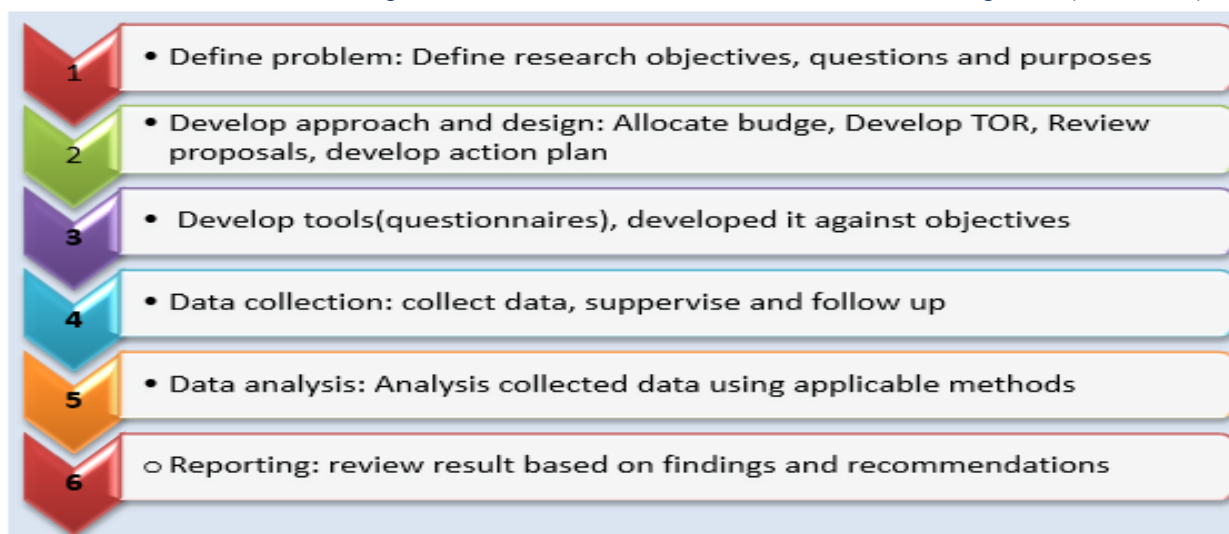 1
• Define problem: Define research objectives, questions and purposes
2
• Develop approach and design: Allocate budge, Develop TOR, Review
proposals, develop action plan
3
• Develop tools(questionnaires), developed it against objectives
4
• Data collection: collect data, suppervise and follow up
5
• Data analysis: Analysis collected data using applicable methods
6
o Reporting: review result based on findings and recommendations